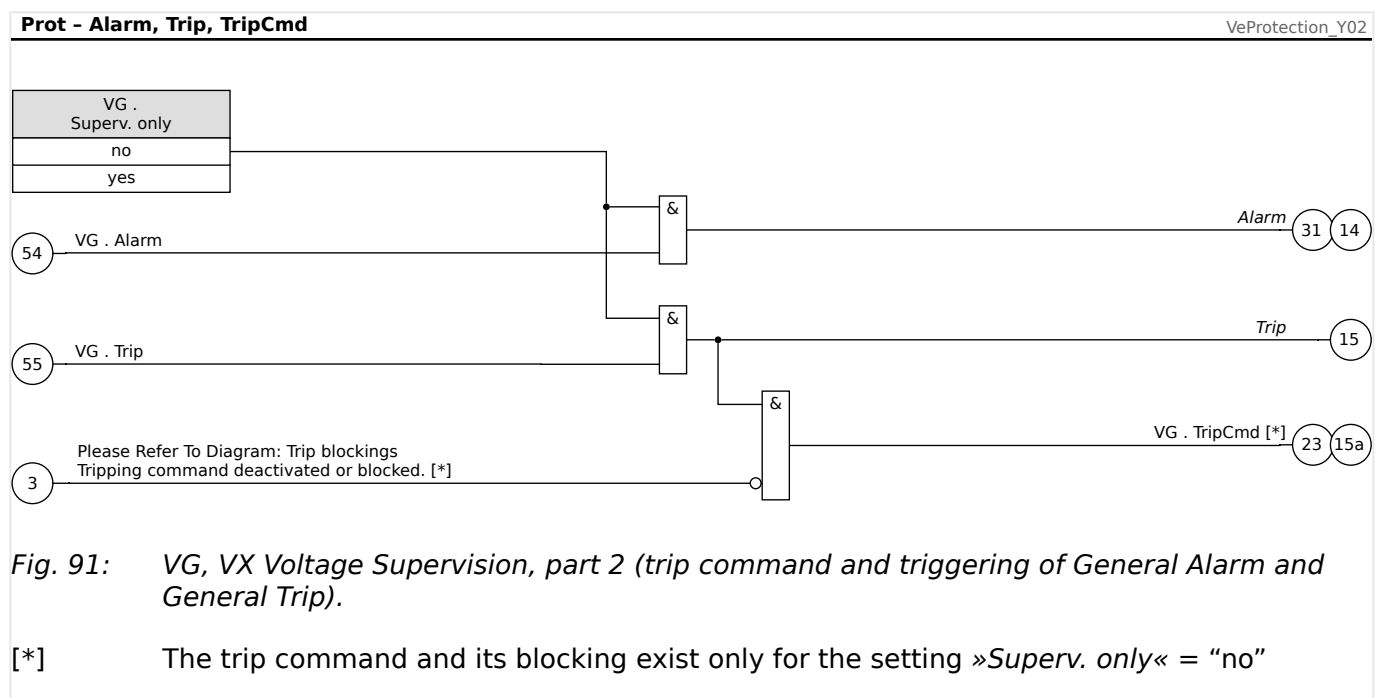 Prot – Alarm, Trip, TripCmd
VeProtection_Y02
VG .
Superv. only
no
yes
&
Alarm
31
14
54
VG . Alarm
&
Trip
15
55
VG . Trip
&
VG . TripCmd [*]
23
15a
Please Refer To Diagram: Trip blockings
Tripping command deactivated or blocked. [*]
3
Fig. 91: VG, VX Voltage Supervision, part 2 (trip command and triggering of General Alarm and
General Trip).
[*] The trip command and its blocking exist only for the setting »Superv. only« = “no”